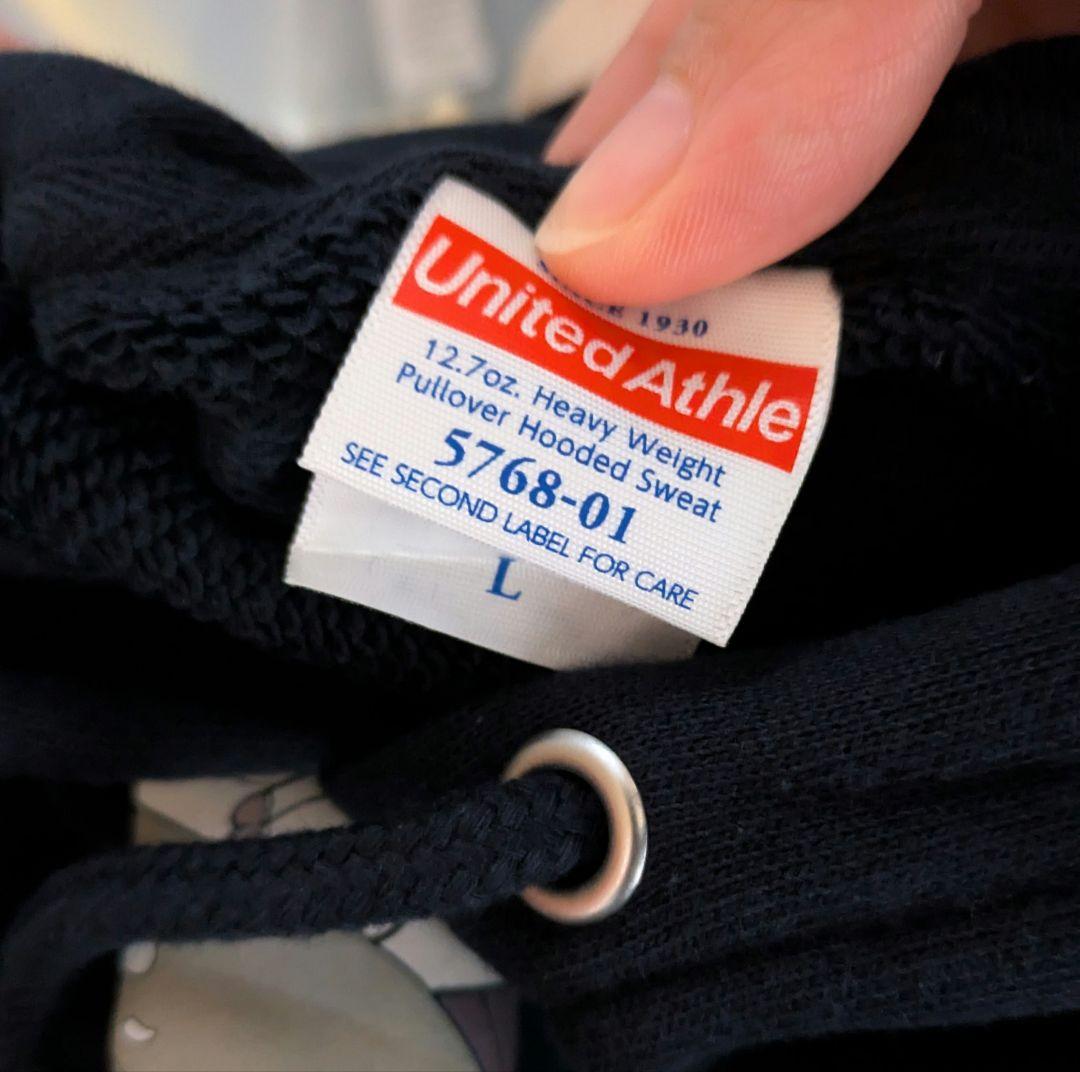 1930
United Athle
12.7oz. Heavy Weight
Pullover Hooded Sweat
5768-01
SEE SECOND LABEL FOR CARE
L